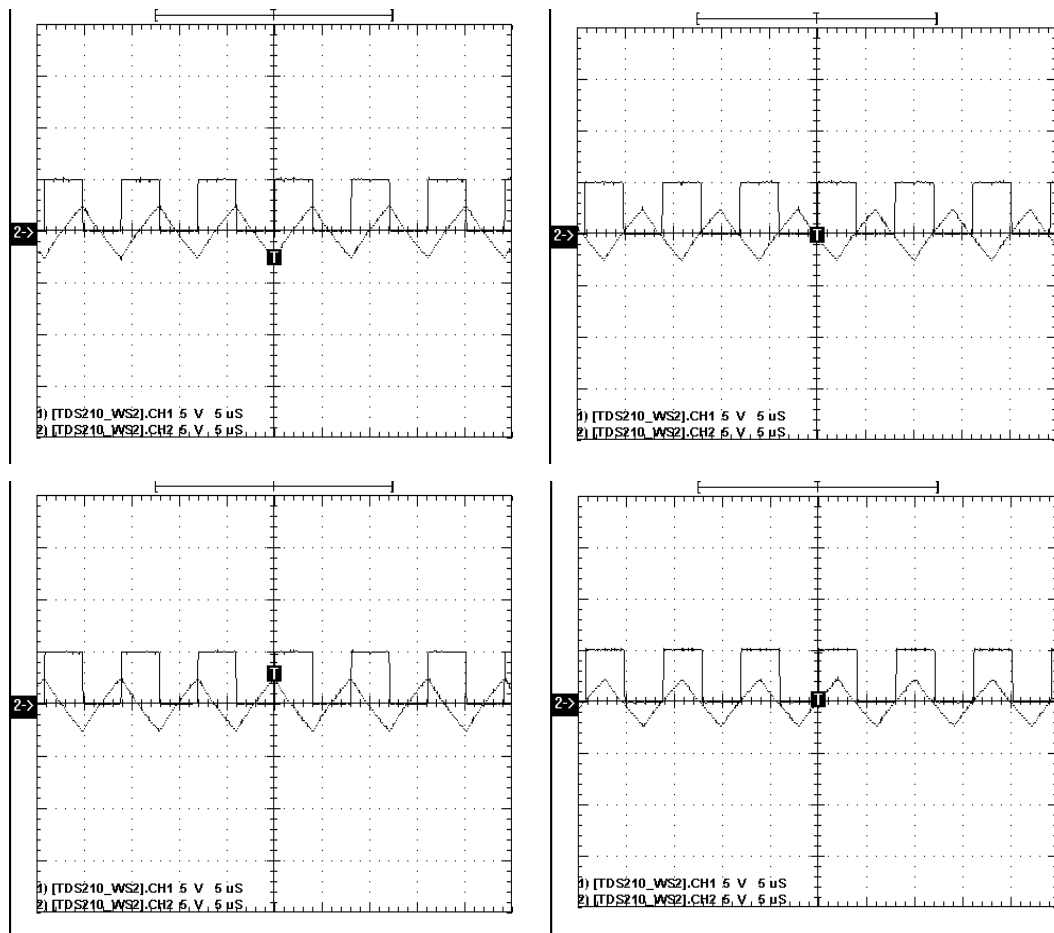 T
2->
T
1) [TDS210_WS2].CH1 5 V 5 uS
2) [TDS210_WS2].CH2 5 V 5 uS
2->
T
1) [TDS210_WS2].CH1 5 V 5 uS
2) [TDS210_WS2].CH2 5 V 5 uS
T
2->
1) [TDS210_WS2].CH1 5 V 5 uS
2) [TDS210_WS2].CH2 5 V 5 uS
T
2->
T
1) [TDS210_WS2].CH1 5 V 5 uS
2) [TDS210_WS2].CH2 5 V 5 uS